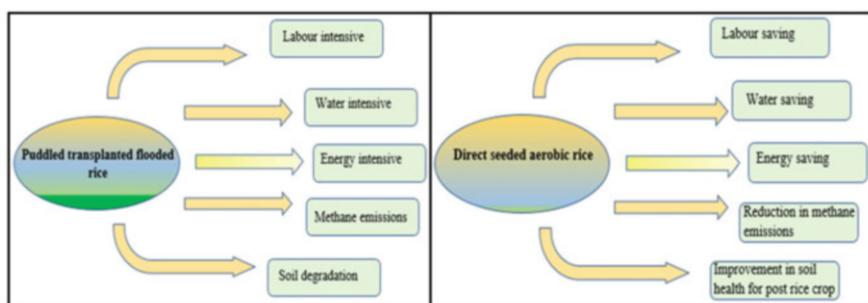 Labour intensive
Water intensive
Puddled transplanted flooded
rice
Energy intensive
Methane emissions
Soil degradation
Labour saving
Water saving
Direct seeded aerobic rice
Energy saving
Reduction in methane
emissions
Improvement in soil
health for post rice crop